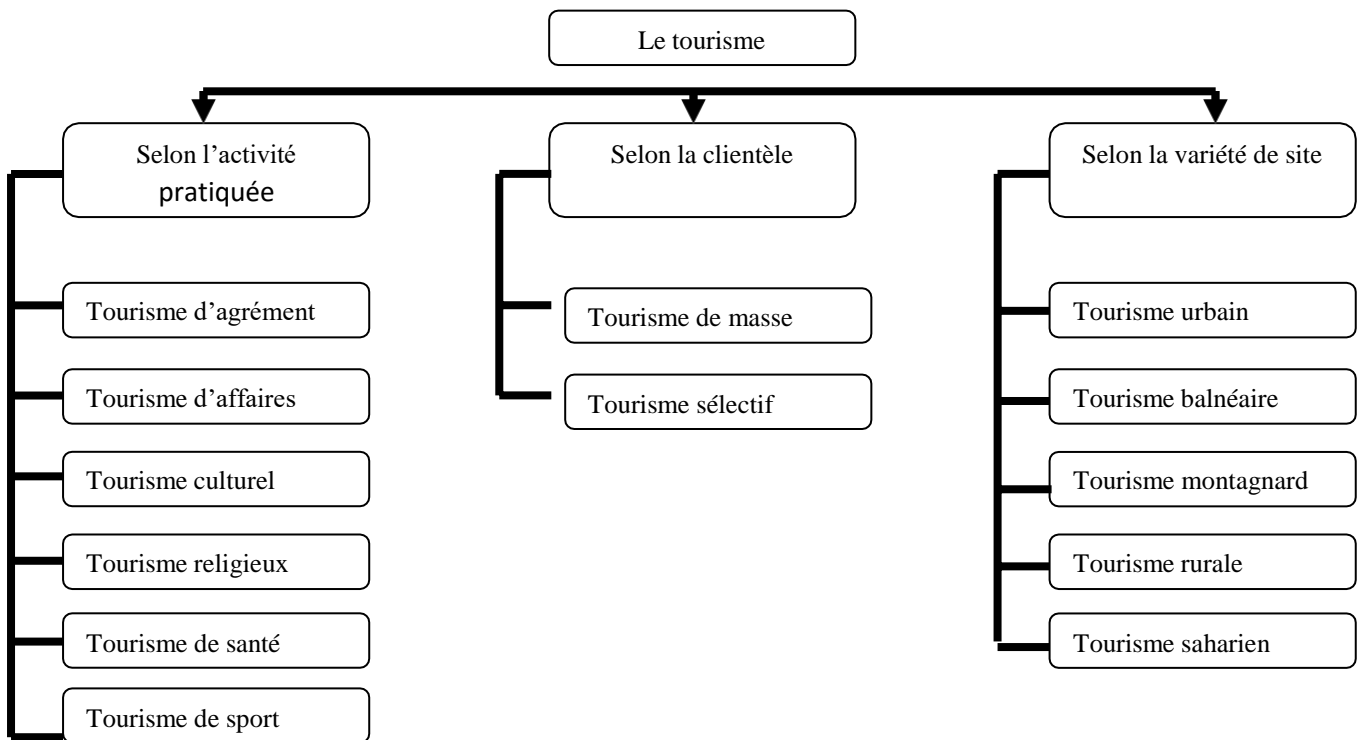 Le tourisme
Selon l’activité
pratiquée
Selon la clientèle
Selon la variété de site
Tourisme d’agrément
Tourisme d’affaires
Tourisme culturel
Tourisme religieux
Tourisme de santé
Tourisme de sport
Tourisme de masse
Tourisme sélectif
Tourisme urbain
Tourisme balnéaire
Tourisme montagnard
Tourisme rurale
Tourisme saharien